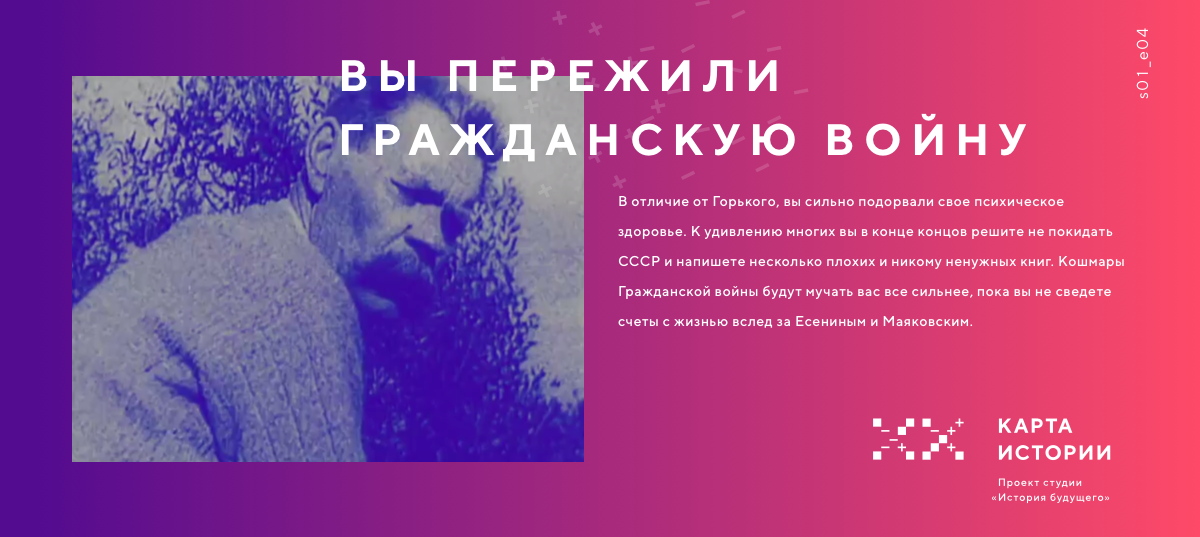 s01_e04
ВЫ ПЕРЕЖИЛИ
ГРАЖДАНСКУЮ ВОЙНУ
В отличие от Горького, вы сильно подорвали свое психическое
здоровье. К удивлению многих вы в конце концов решите не покидать
СССР и напишете несколько плохих и никому ненужных книг. Кошмары
Гражданской войны будут мучать вас все сильнее, пока вы не сведете
счеты с жизнью вслед за Есениным и Маяковским.
КАРТА
ИСТОРИИ
Проект студии
«История будущего»